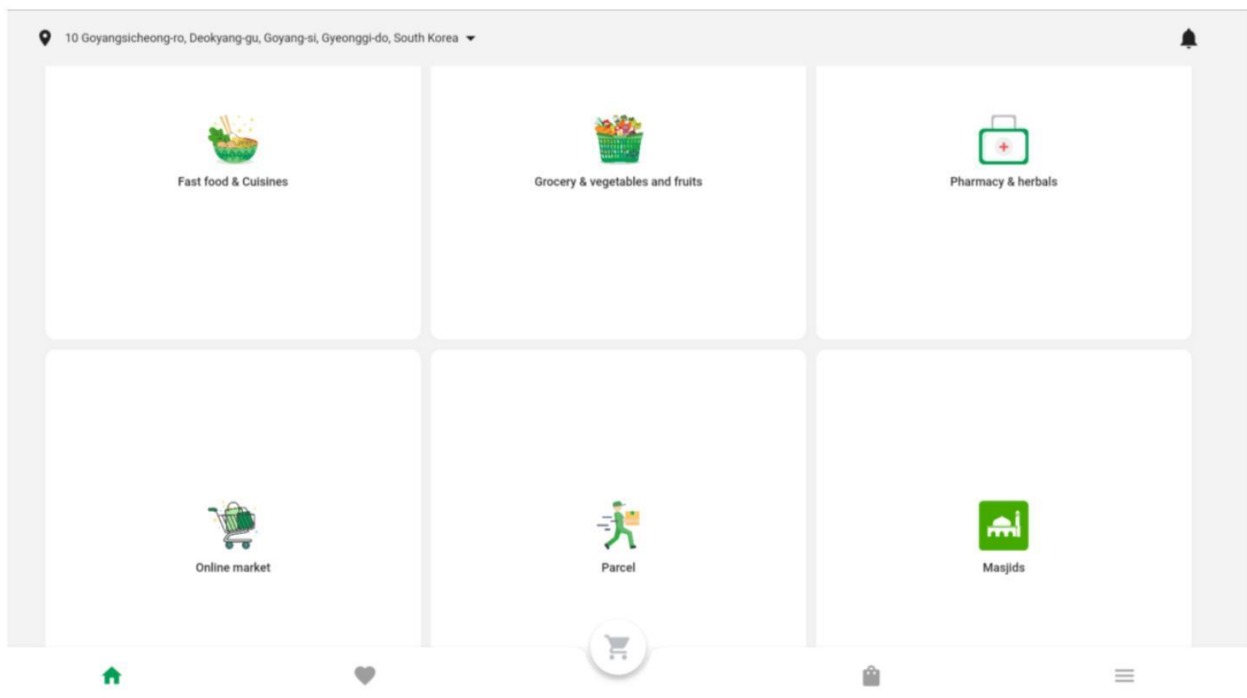 10 Goyangsicheong-ro, Deokyang-gu, Goyang-si, Gyeonggi-do, South Korea
Fast food & Cuisines
Grocery & vegetables and fruits
Pharmacy & herbals
Online market
Parcel
Masjids